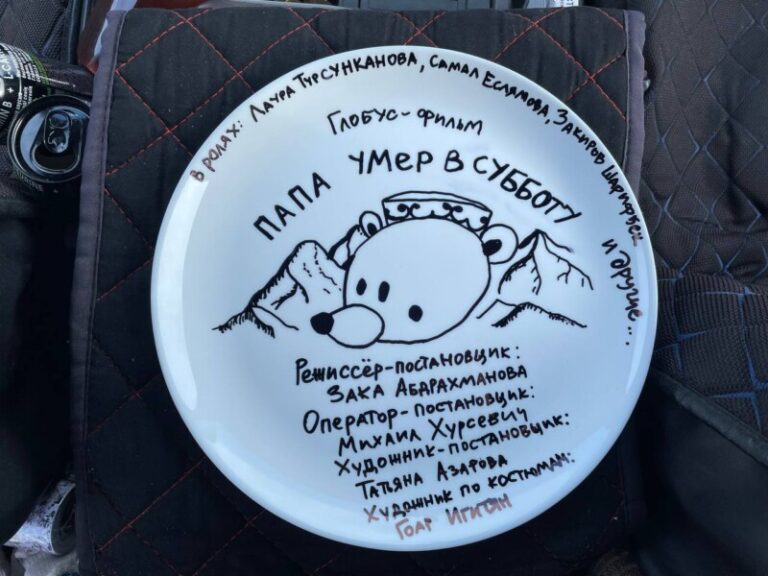 В ролях: Лаура Турсунканова, Самал Еслямова, Закиров Шарипбек и другие...
Глобус-фильм
ПАПА УМЕР В СУББОТУ
Режиссёр-постановщик:
Зака Абдрахманова
Оператор-постановщик:
Михаил Хурсевич
Художник-постановщик:
Татьяна Азарова
Художник по костюмам:
Гоар Игитян